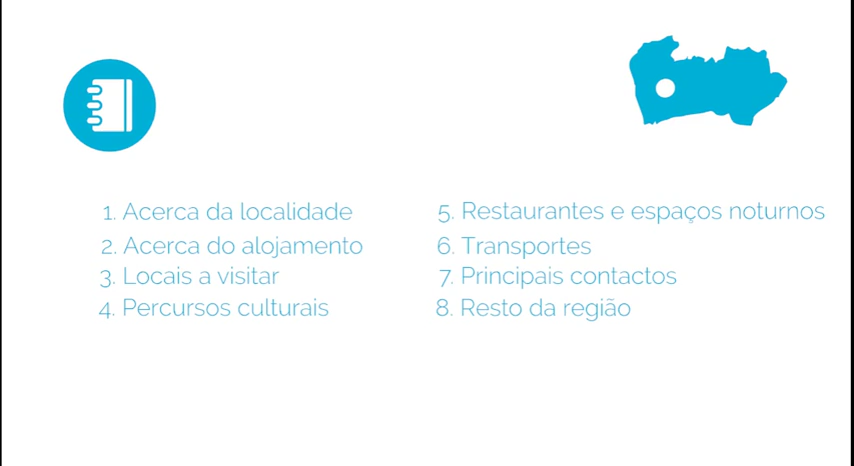 1. Acerca da localidade
2. Acerca do alojamento
3. Locais a visitar
4. Percursos culturais
5. Restaurantes e espaços noturnos
6. Transportes
7. Principais contactos
8. Resto da região